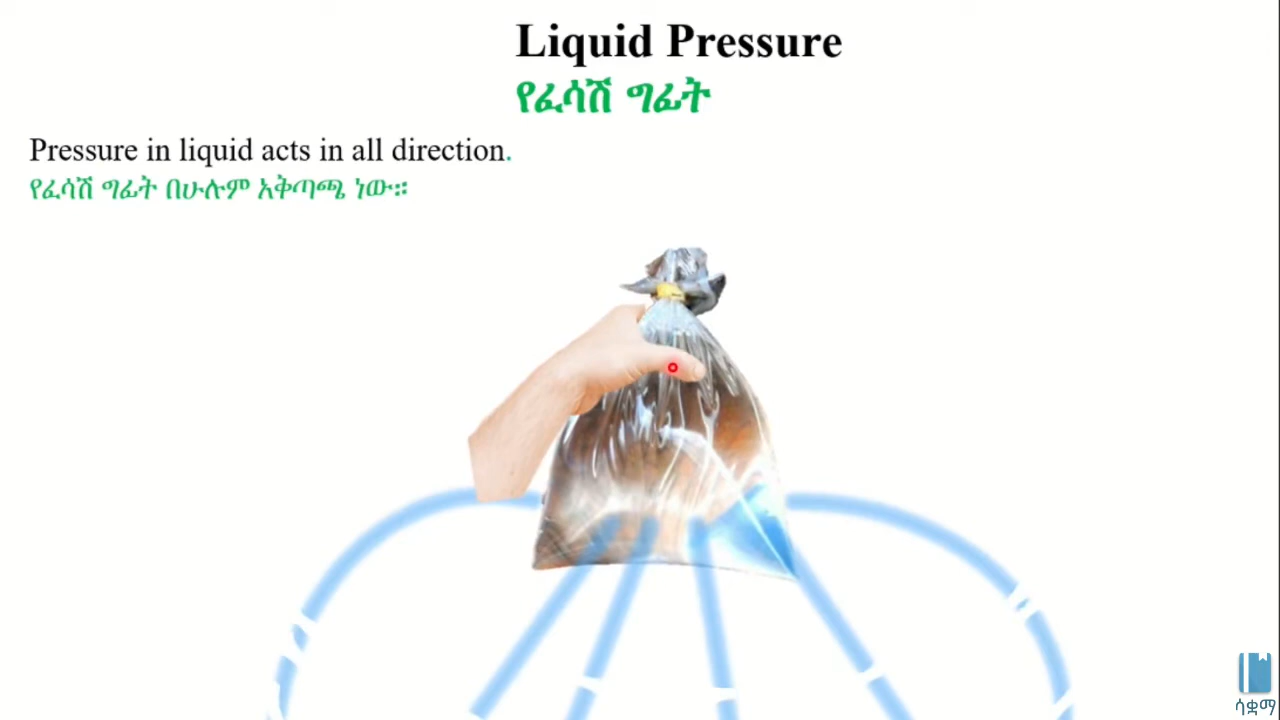 Liquid Pressure
የፈሳሽ ግፊት
Pressure in liquid acts in all direction.
የፈሳሽ ግፊት በሁሉም አቅጣጫ ነው።
ሳቋማ